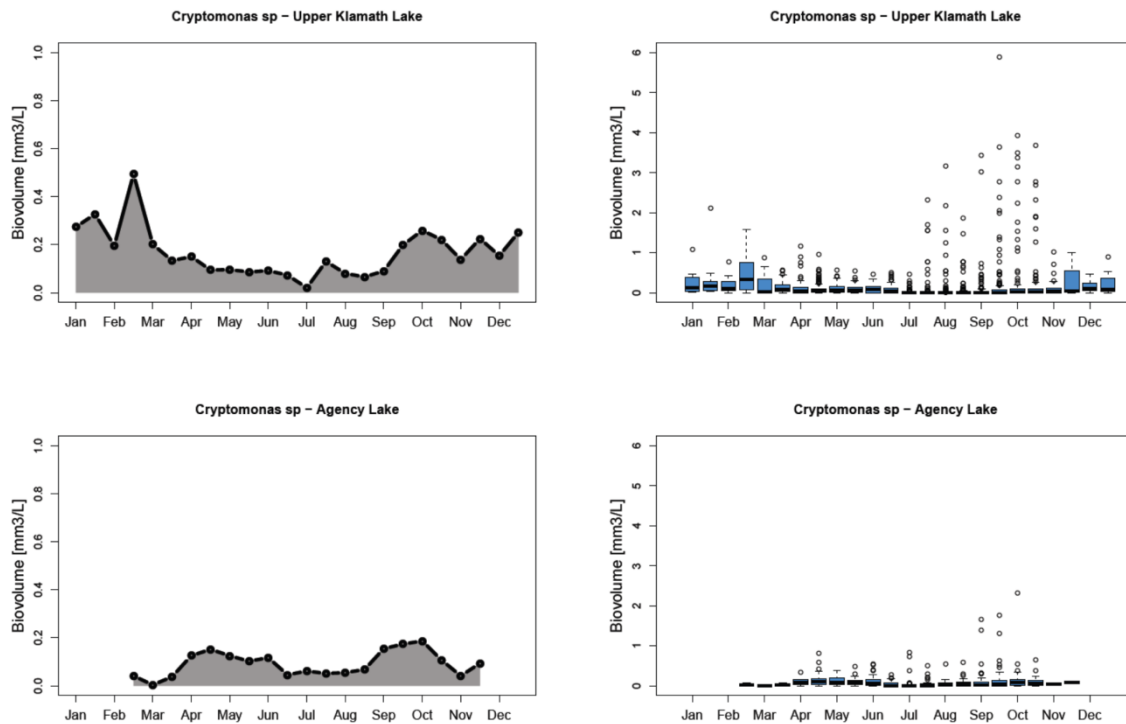 Cryptomonas sp − Upper Klamath Lake
Biovolume [mm3/L]
1.0
0.8
0.6
0.4
0.2
0.0
Jan Feb Mar Apr May Jun Jul Aug Sep Oct Nov Dec
Cryptomonas sp − Upper Klamath Lake
Biovolume [mm3/L]
6
5
4
3
2
1
0
Jan Feb Mar Apr May Jun Jul Aug Sep Oct Nov Dec
Cryptomonas sp − Agency Lake
Biovolume [mm3/L]
1.0
0.8
0.6
0.4
0.2
0.0
Jan Feb Mar Apr May Jun Jul Aug Sep Oct Nov Dec
Cryptomonas sp − Agency Lake
Biovolume [mm3/L]
6
5
4
3
2
1
0
Jan Feb Mar Apr May Jun Jul Aug Sep Oct Nov Dec